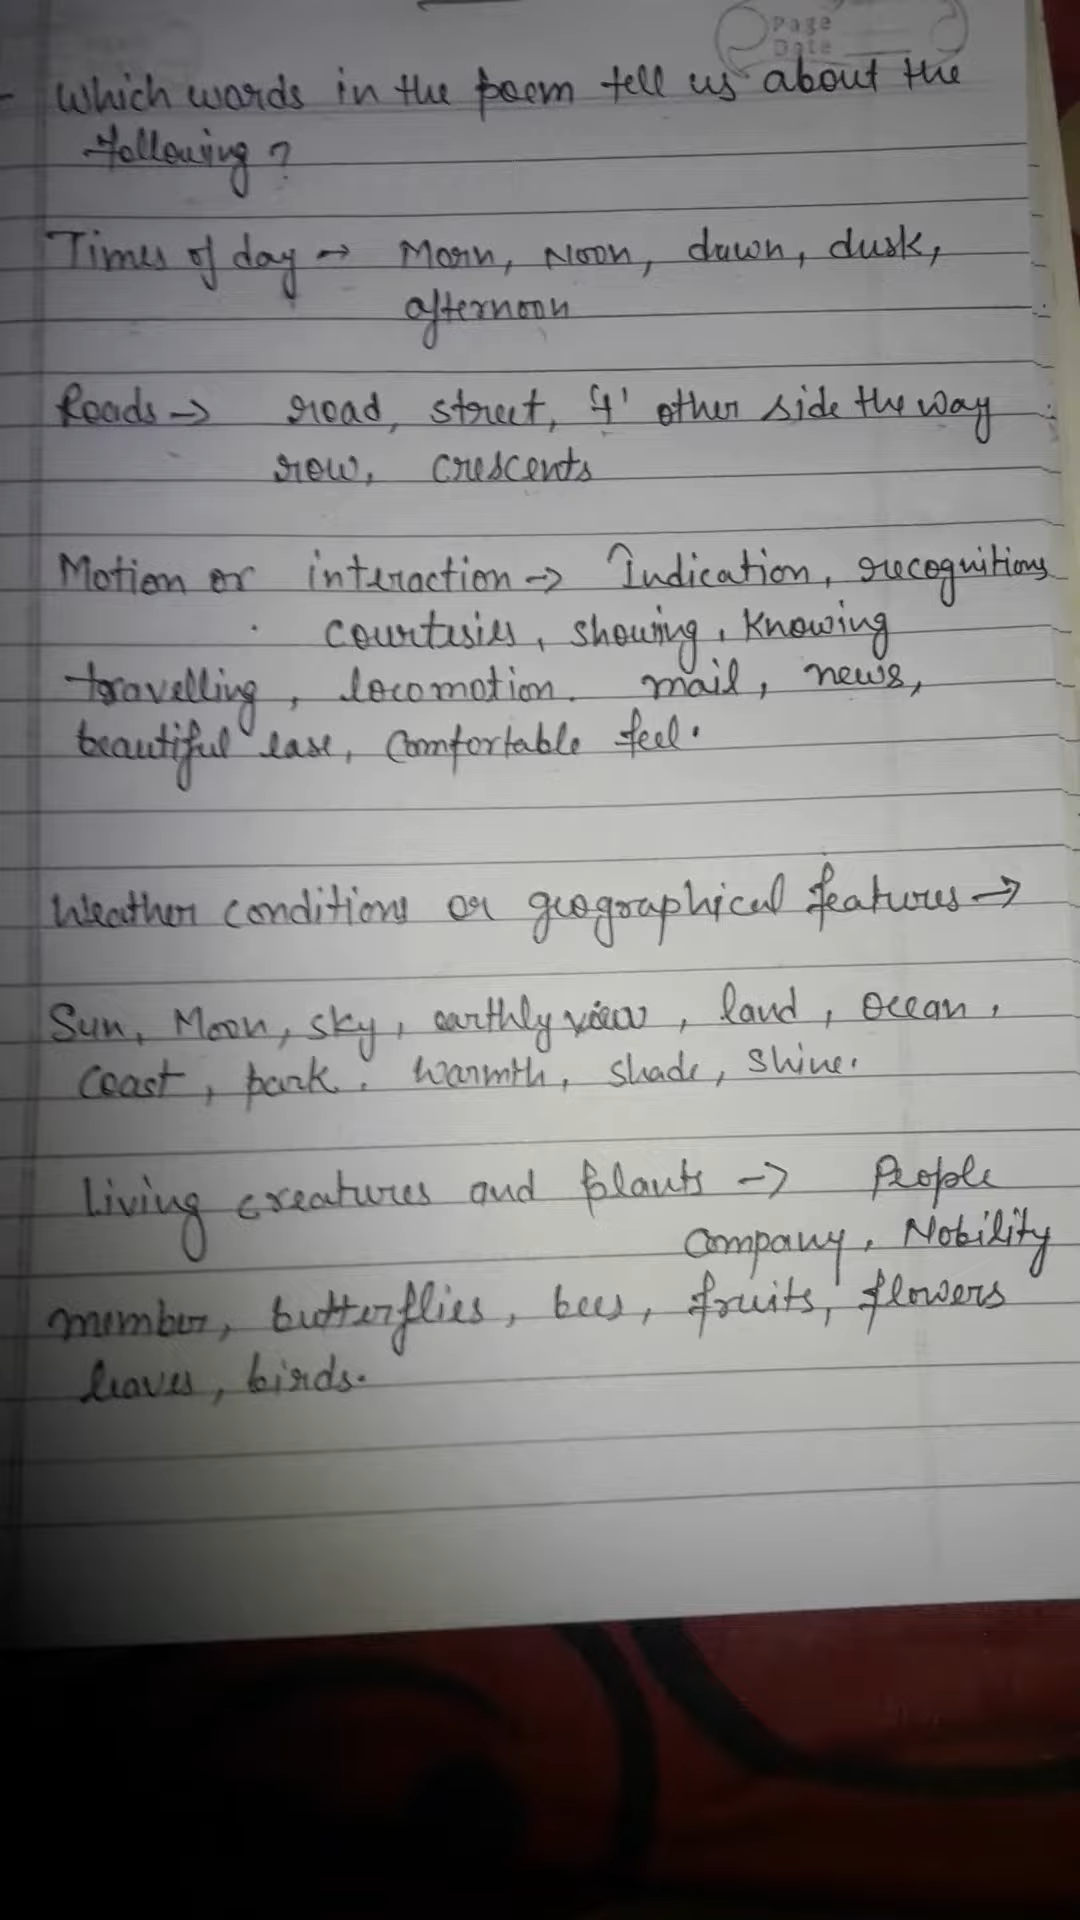 Page
Date
- Which words in the poem tell us about the
following?
Times of day → Morn, Noon, dawn, dusk,
afternoon
Roads → road, street, 't' other side the way
row, crescents
Motion or interaction → Indication, recognitions
courtesies, showing, Knowing
travelling, locomotion. mail, news,
beautiful ease, Comfortable feel.
Weather conditions or geographical features →
Sun, Moon, sky, earthly view, land, Ocean,
Coast, park. warmth, shade, shine.
Living creatures and plants → People
Company, Nobility
member, butterflies, bees, fruits, flowers
leaves, birds.